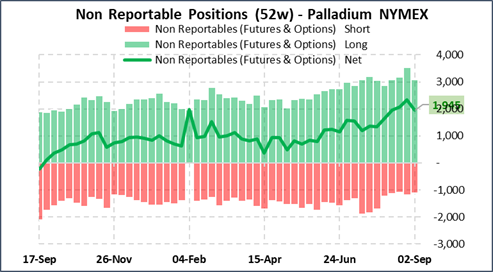 Non Reportable Positions (52w) - Palladium NYMEX
Non Reportables (Futures & Options) Short
Non Reportables (Futures & Options) Long
Non Reportables (Futures & Options) Net
4,000
3,000
2,000
1,945
1,000
-
-1,000
-2,000
-3,000
17-Sep 26-Nov 04-Feb 15-Apr 24-Jun 02-Sep